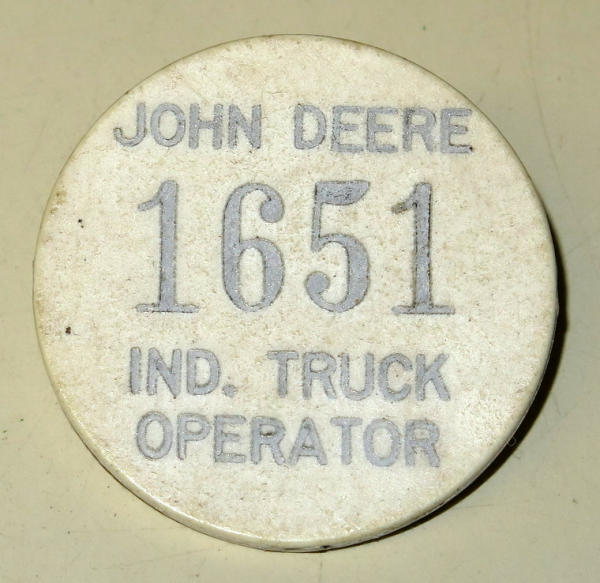 JOHN DEERE
1651
IND. TRUCK
OPERATOR